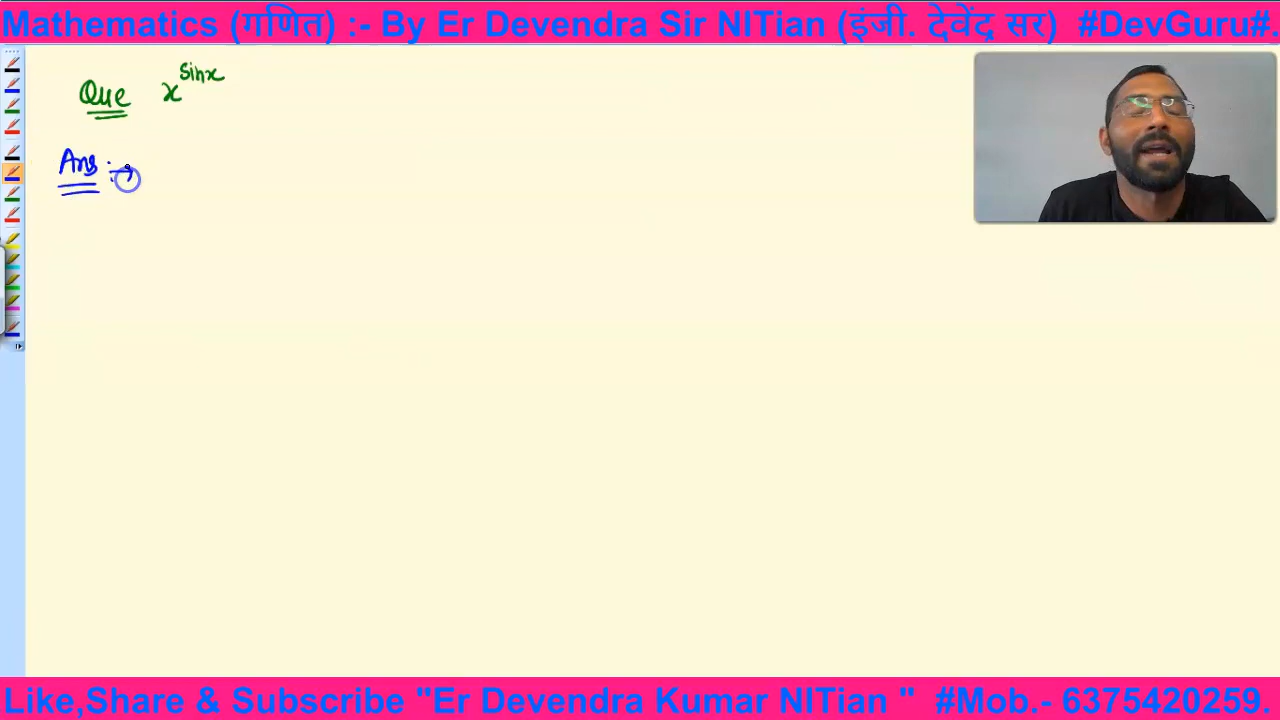 Mathematics (गणित) :- By Er Devendra Sir NITian (इंजी. देवेंद्र सर) #DevGuru#.
Que x^sinx
Ans :→
Like,Share & Subscribe "Er Devendra Kumar NITian " #Mob.- 6375420259.